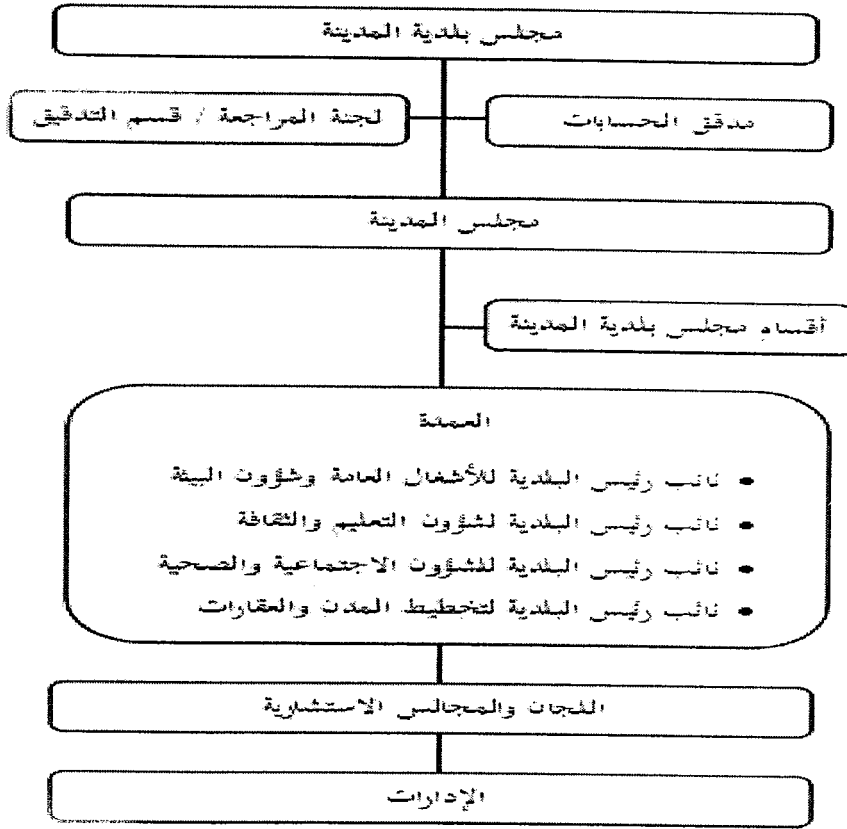 مجلس بلدية المدينة
مدقق الحسابات
لجنة المراجعة / قسم التدقيق
مجلس المدينة
أقسام مجلس بلدية المدينة
العمدة
• نائب رئيس البلدية للأشغال العامة وشؤون البيئة
• نائب رئيس البلدية لشؤون التعليم والثقافة
• نائب رئيس البلدية للشؤون الاجتماعية والصحية
• نائب رئيس البلدية لتخطيط المدن والعقارات
اللجان والمجالس الاستشارية
الإدارات